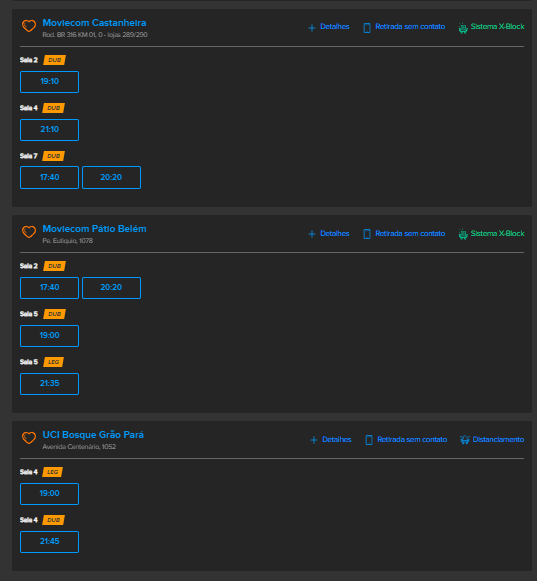 Moviecom Castanheira
Rod. BR 316 KM 01, 0 - lojas 289/290
Detalhes
Retirada sem contato
Sistema X-Block
Sala 2 DUB
19:10
Sala 4 DUB
21:10
Sala 7 DUB
17:40 20:20
Moviecom Pátio Belém
Pe. Eutíquio, 1078
Detalhes
Retirada sem contato
Sistema X-Block
Sala 2 DUB
17:40 20:20
Sala 5 DUB
19:00
Sala 5 LEG
21:35
UCI Bosque Grão Pará
Avenida Centenário, 1052
Detalhes
Retirada sem contato
Distanciamento
Sala 4 LEG
19:00
Sala 4 DUB
21:45